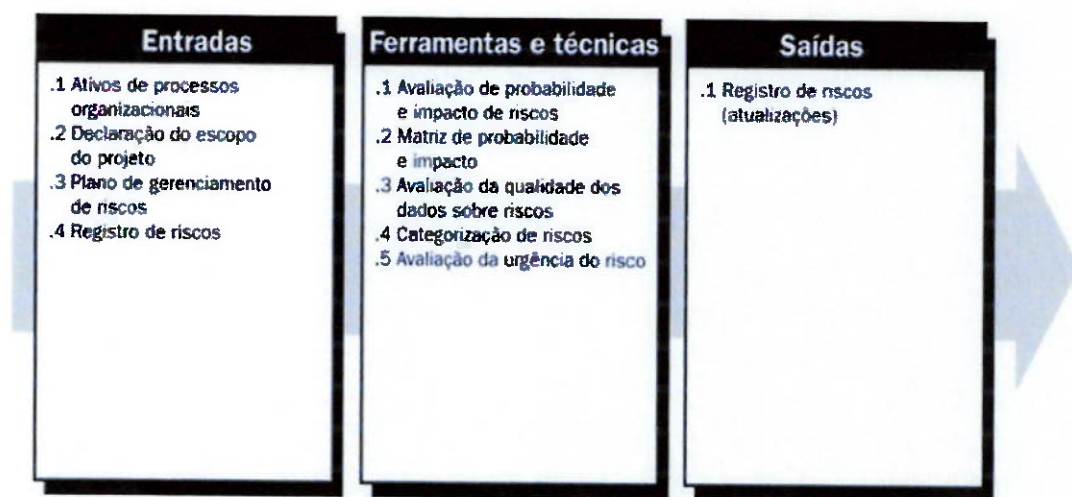 Entradas
.1 Ativos de processos
organizacionais
.2 Declaração do escopo
do projeto
.3 Plano de gerenciamento
de riscos
.4 Registro de riscos
Ferramentas e técnicas
.1 Avaliação de probabilidade
e impacto de riscos
.2 Matriz de probabilidade
e impacto
.3 Avaliação da qualidade dos
dados sobre riscos
.4 Categorização de riscos
.5 Avaliação da urgência do risco
Saídas
.1 Registro de riscos
(atualizações)